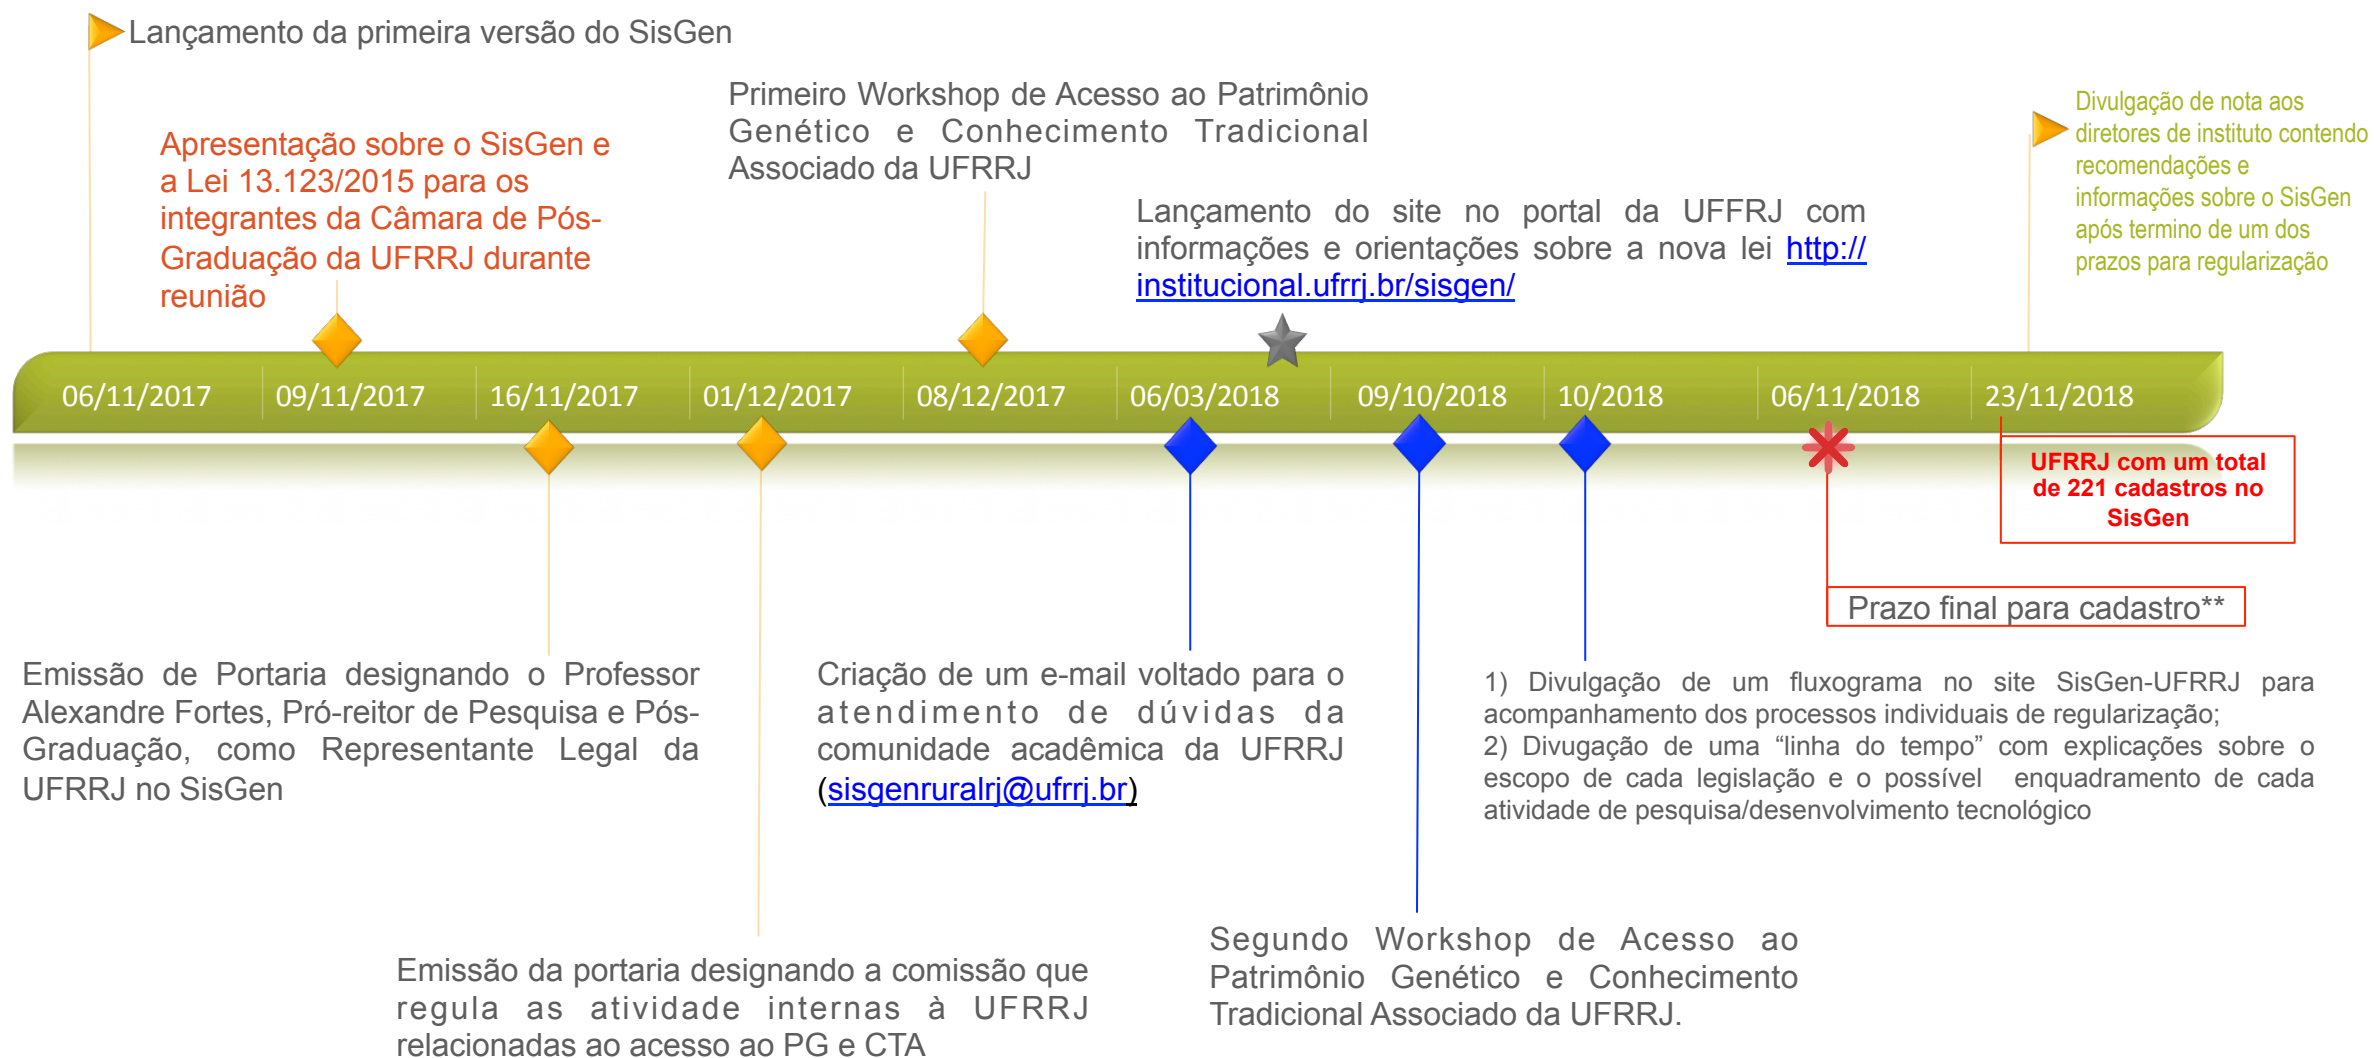 Lançamento da primeira versão do SisGen
Apresentação sobre o SisGen e
a Lei 13.123/2015 para os
integrantes da Câmara de Pós-
Graduação da UFRRJ durante
reunião
Primeiro Workshop de Acesso ao Patrimônio
Genético e Conhecimento Tradicional
Associado da UFRRJ
Lançamento do site no portal da UFFRJ com
informações e orientações sobre a nova lei http://
institucional.ufrrj.br/sisgen/
Divulgação de nota aos
diretores de instituto contendo
recomendações e
informações sobre o SisGen
após termino de um dos
prazos para regularização
06/11/2017
09/11/2017
16/11/2017
01/12/2017
08/12/2017
06/03/2018
09/10/2018
10/2018
06/11/2018
23/11/2018
UFRRJ com um total
de 221 cadastros no
SisGen
Prazo final para cadastro**
Emissão de Portaria designando o Professor
Alexandre Fortes, Pró-reitor de Pesquisa e Pós-
Graduação, como Representante Legal da
UFRRJ no SisGen
Criação de um e-mail voltado para o
atendimento de dúvidas da
comunidade acadêmica da UFRRJ
(sisgenruralrj@ufrrj.br)
1) Divulgação de um fluxograma no site SisGen-UFRRJ para
acompanhamento dos processos individuais de regularização;
2) Divugação de uma “linha do tempo” com explicações sobre o
escopo de cada legislação e o possível enquadramento de cada
atividade de pesquisa/desenvolvimento tecnológico
Emissão da portaria designando a comissão que
regula as atividade internas à UFRRJ
relacionadas ao acesso ao PG e CTA
Segundo Workshop de Acesso ao
Patrimônio Genético e Conhecimento
Tradicional Associado da UFRRJ.